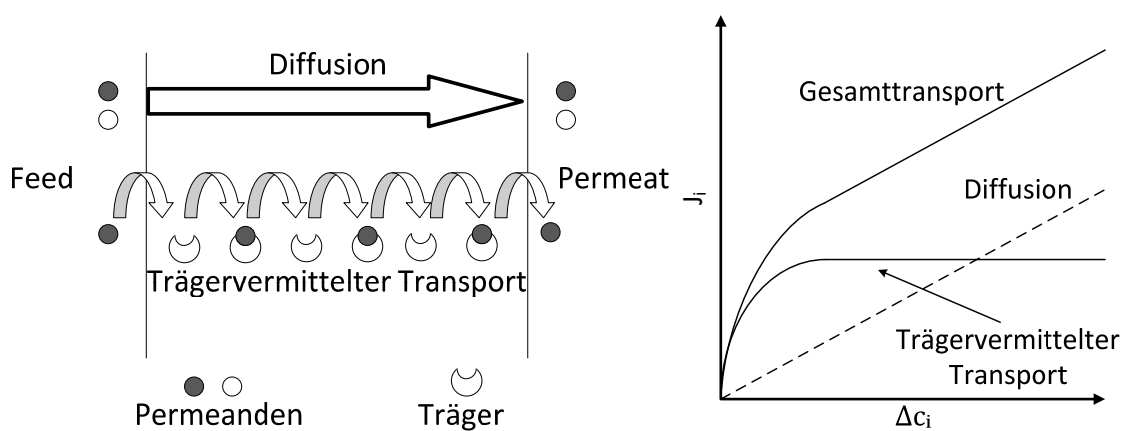 Diffusion
Feed
Permeat
Trägervermittelter Transport
Permeanden
Träger
Gesamttransport
Diffusion
Jᵢ
Trägervermittelter
Transport
Δcᵢ